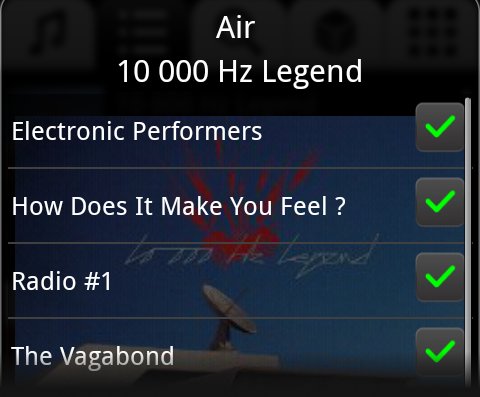 Air
10 000 Hz Legend
Electronic Performers
How Does It Make You Feel ?
10 000 Hz Legend
Radio #1
The Vagabond